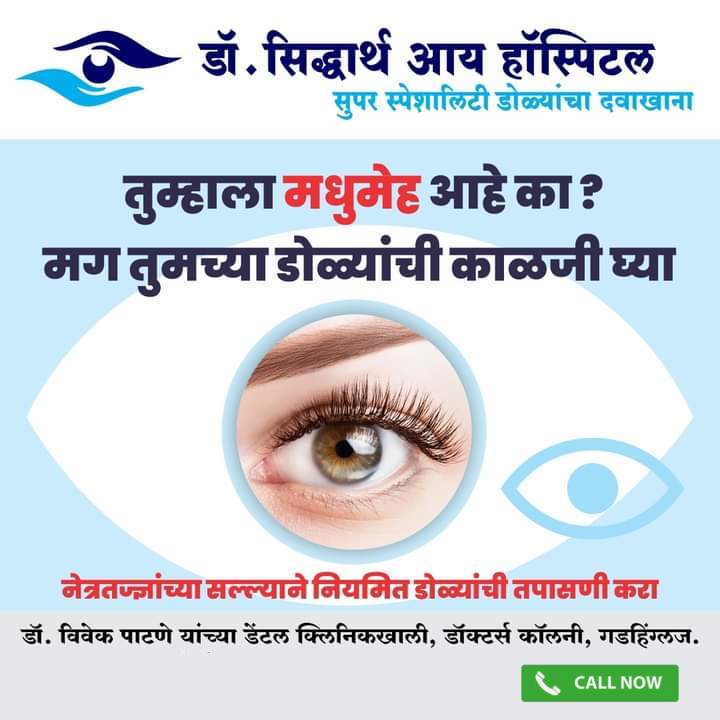 डॉ. सिद्धार्थ आय हॉस्पिटल
सुपर स्पेशालिटी डोळ्यांचा दवाखाना
तुम्हाला मधुमेह आहे का ?
मग तुमच्या डोळ्यांची काळजी घ्या
नेत्रतज्ज्ञांच्या सल्ल्याने नियमित डोळ्यांची तपासणी करा
डॉ. विवेक पाटणे यांच्या डेंटल क्लिनिकखाली, डॉक्टर्स कॉलनी, गडहिंग्लज.
CALL NOW